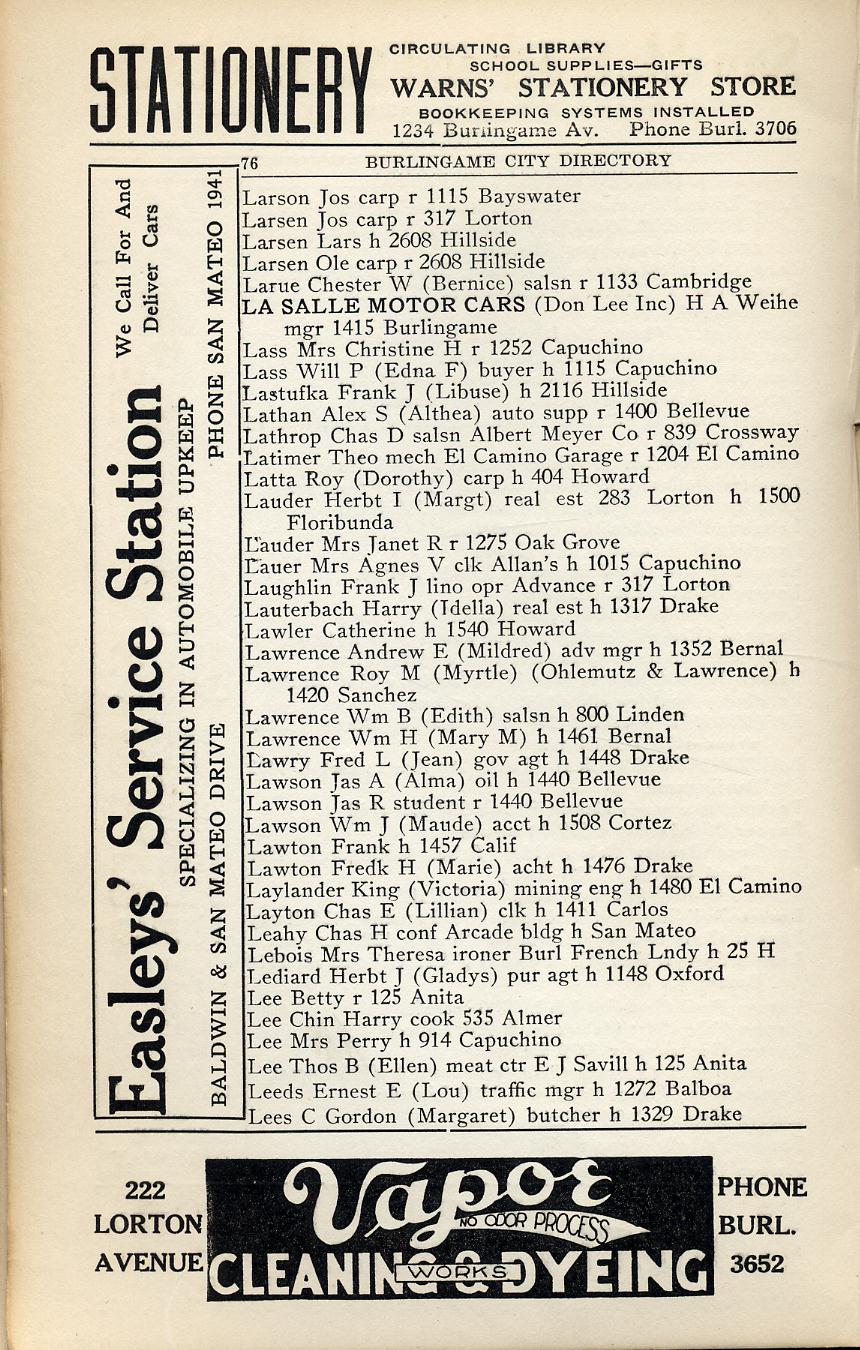 STATIONERY
CIRCULATING LIBRARY
SCHOOL SUPPLIES—GIFTS
WARNS' STATIONERY STORE
BOOKKEEPING SYSTEMS INSTALLED
1234 Burlingame Av. Phone Burl. 3706
76 BURLINGAME CITY DIRECTORY
Easleys' Service Station
We Call For And
Deliver Cars
SPECIALIZING IN AUTOMOBILE UPKEEP
BALDWIN & SAN MATEO DRIVE PHONE SAN MATEO 1941
Larson Jos carp r 1115 Bayswater
Larsen Jos carp r 317 Lorton
Larsen Lars h 2608 Hillside
Larsen Ole carp r 2608 Hillside
Larue Chester W (Bernice) salsn r 1133 Cambridge
LA SALLE MOTOR CARS (Don Lee Inc) H A Weihe
mgr 1415 Burlingame
Lass Mrs Christine H r 1252 Capuchino
Lass Will P (Edna F) buyer h 1115 Capuchino
Lastufka Frank J (Libuse) h 2116 Hillside
Lathan Alex S (Althea) auto supp r 1400 Bellevue
Lathrop Chas D salsn Albert Meyer Co r 839 Crossway
Latimer Theo mech El Camino Garage r 1204 El Camino
Latta Roy (Dorothy) carp h 404 Howard
Lauder Herbt I (Margt) real est 283 Lorton h 1500
Floribunda
Lauder Mrs Janet R r 1275 Oak Grove
Lauer Mrs Agnes V clk Allan's h 1015 Capuchino
Laughlin Frank J lino opr Advance r 317 Lorton
Lauterbach Harry (Idella) real est h 1317 Drake
Lawler Catherine h 1540 Howard
Lawrence Andrew E (Mildred) adv mgr h 1352 Bernal
Lawrence Roy M (Myrtle) (Ohlemutz & Lawrence) h
1420 Sanchez
Lawrence Wm B (Edith) salsn h 800 Linden
Lawrence Wm H (Mary M) h 1461 Bernal
Lawry Fred L (Jean) gov agt h 1448 Drake
Lawson Jas A (Alma) oil h 1440 Bellevue
Lawson Jas R student r 1440 Bellevue
Lawson Wm J (Maude) acct h 1508 Cortez
Lawton Frank h 1457 Calif
Lawton Fredk H (Marie) acht h 1476 Drake
Laylander King (Victoria) mining eng h 1480 El Camino
Layton Chas E (Lillian) clk h 1411 Carlos
Leahy Chas H conf Arcade bldg h San Mateo
Lebois Mrs Theresa ironer Burl French Lndy h 25 H
Lediard Herbt J (Gladys) pur agt h 1148 Oxford
Lee Betty r 125 Anita
Lee Chin Harry cook 535 Almer
Lee Mrs Perry h 914 Capuchino
Lee Thos B (Ellen) meat ctr E J Savill h 125 Anita
Leeds Ernest E (Lou) traffic mgr h 1272 Balboa
Lees C Gordon (Margaret) butcher h 1329 Drake
222
LORTON
AVENUE
Vapor
NO ODOR PROCESS
CLEANING & DYEING
WORKS
PHONE
BURL.
3652